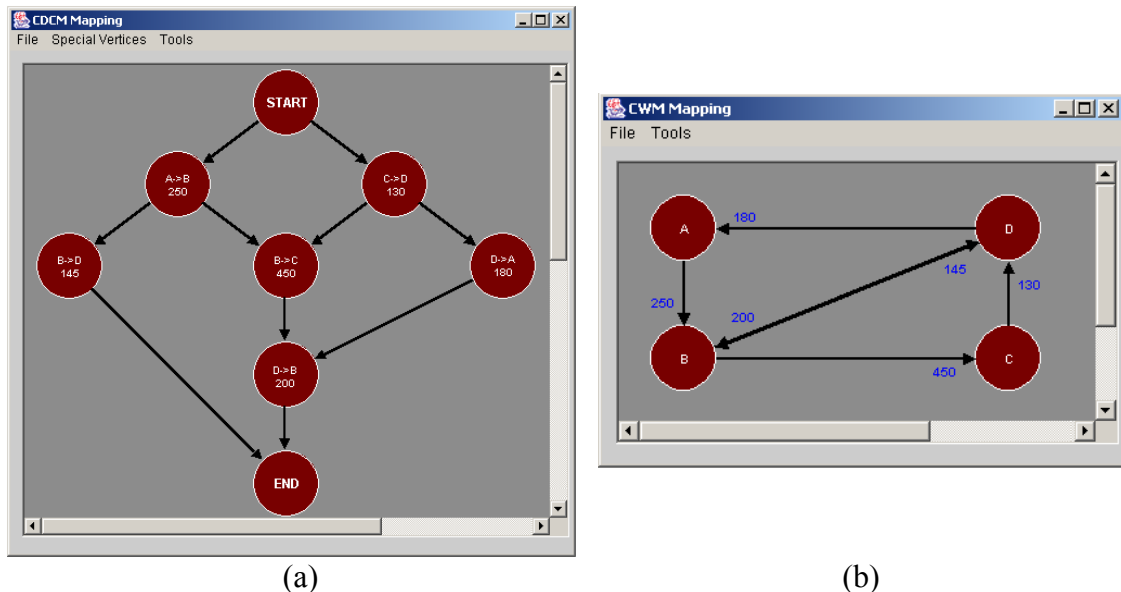 CDCM Mapping
File Special Vertices Tools
START
A->B
250
C->D
130
B->D
145
B->C
450
D->A
180
D->B
200
END
(a)
CWM Mapping
File Tools
A
180
D
145
250
130
200
B
C
450
(b)